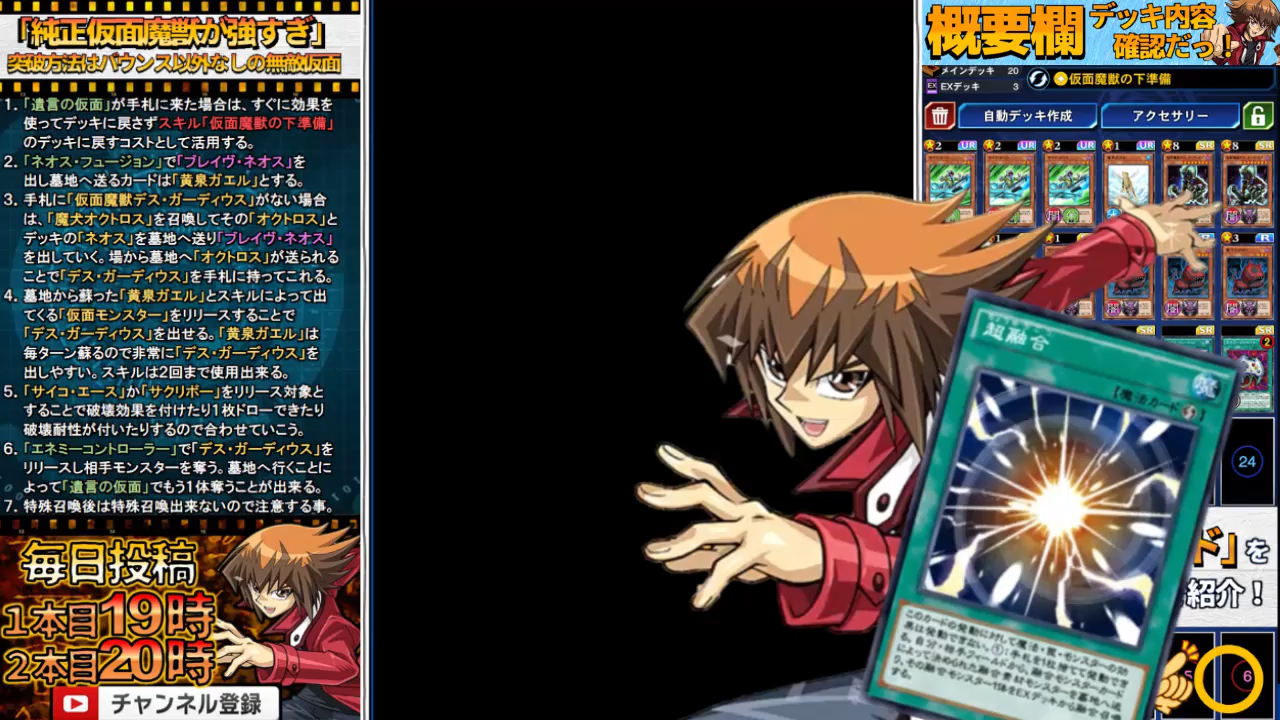 「純正仮面魔獣が強すぎ」
突破方法はバウンス以外なしの無敵仮面
1. 「遺言の仮面」が手札に来た場合は、すぐに効果を
使ってデッキに戻さずスキル「仮面魔獣の下準備」
のデッキに戻すコストとして活用する。
2. 「ネオス・フュージョン」で「ブレイヴ・ネオス」を
出し墓地へ送るカードは「黄泉ガエル」とする。
3. 手札に「仮面魔獣デス・ガーディウス」がない場合
は、「魔犬オクトロス」を召喚してその「オクトロス」と
デッキの「ネオス」を墓地へ送り「ブレイヴ・ネオス」
を出していく。場から墓地へ「オクトロス」が送られる
ことで「デス・ガーディウス」を手札に持ってこれる。
4. 墓地から蘇った「黄泉ガエル」とスキルによって出
てくる「仮面モンスター」をリリースすることで
「デス・ガーディウス」を出せる。「黄泉ガエル」は
毎ターン蘇るので非常に「デス・ガーディウス」を
出しやすい。スキルは2回まで使用出来る。
5. 「サイコ・エース」か「サクリボー」をリリース対象と
することで破壊効果を付けたり1枚ドローできたり
破壊耐性が付いたりするので合わせていこう。
6. 「エネミーコントローラー」で「デス・ガーディウス」を
リリースし相手モンスターを奪う。墓地へ行くことに
よって「遺言の仮面」でもう1体奪うことが出来る。
7. 特殊召喚後は特殊召喚出来ないので注意する事。
毎日投稿
1本目19時
2本目20時
チャンネル登録
概要欄
デッキ内容
確認だっ!
メインデッキ 20
EXデッキ 3
仮面魔獣の下準備
自動デッキ作成
アクセサリー
2 UR 2 UR 2 UR 1 UR 8 SR 8 SR
1 1 3 R
SR SR SR
2
24
超融合
【魔法カード】
ド」を
紹介!
5
6